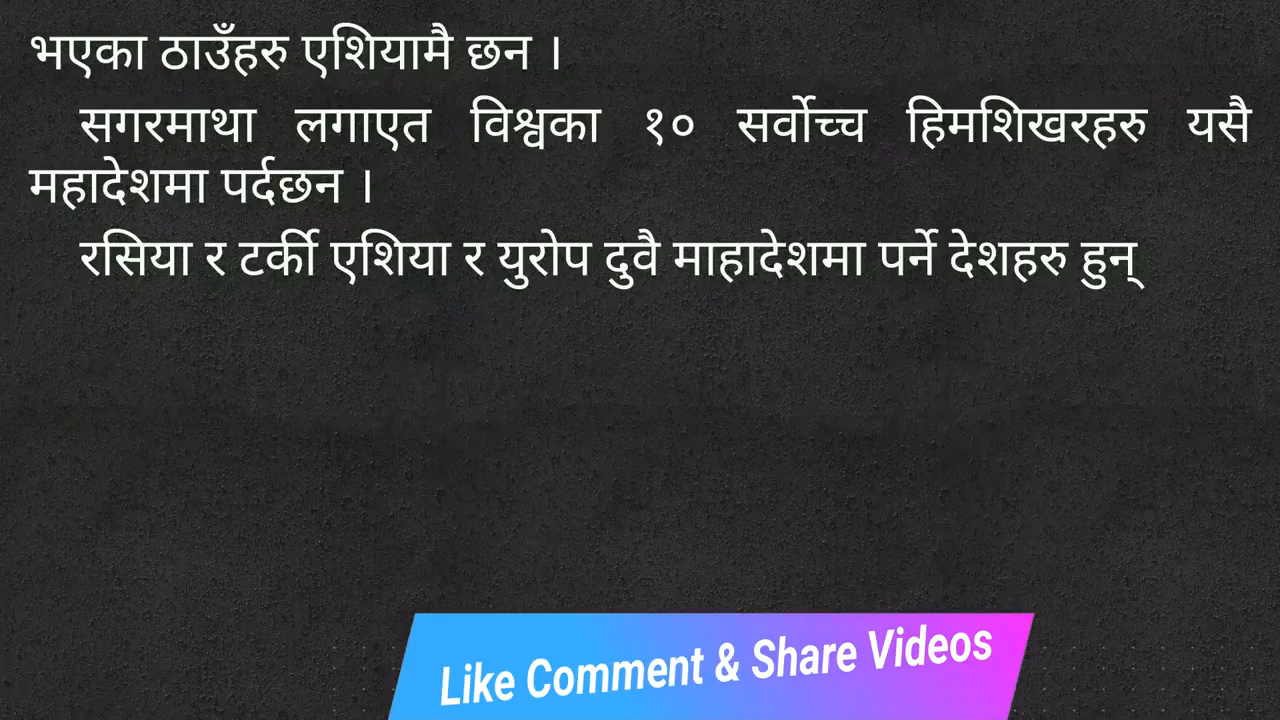 भएका ठाउँहरु एशियामै छन ।
सगरमाथा लगाएत विश्वका १० सर्वोच्च हिमशिखरहरु यसै
महादेशमा पर्दछन ।
रसिया र टर्की एशिया र युरोप दुवै माहादेशमा पर्ने देशहरु हुन्
Like Comment & Share Videos